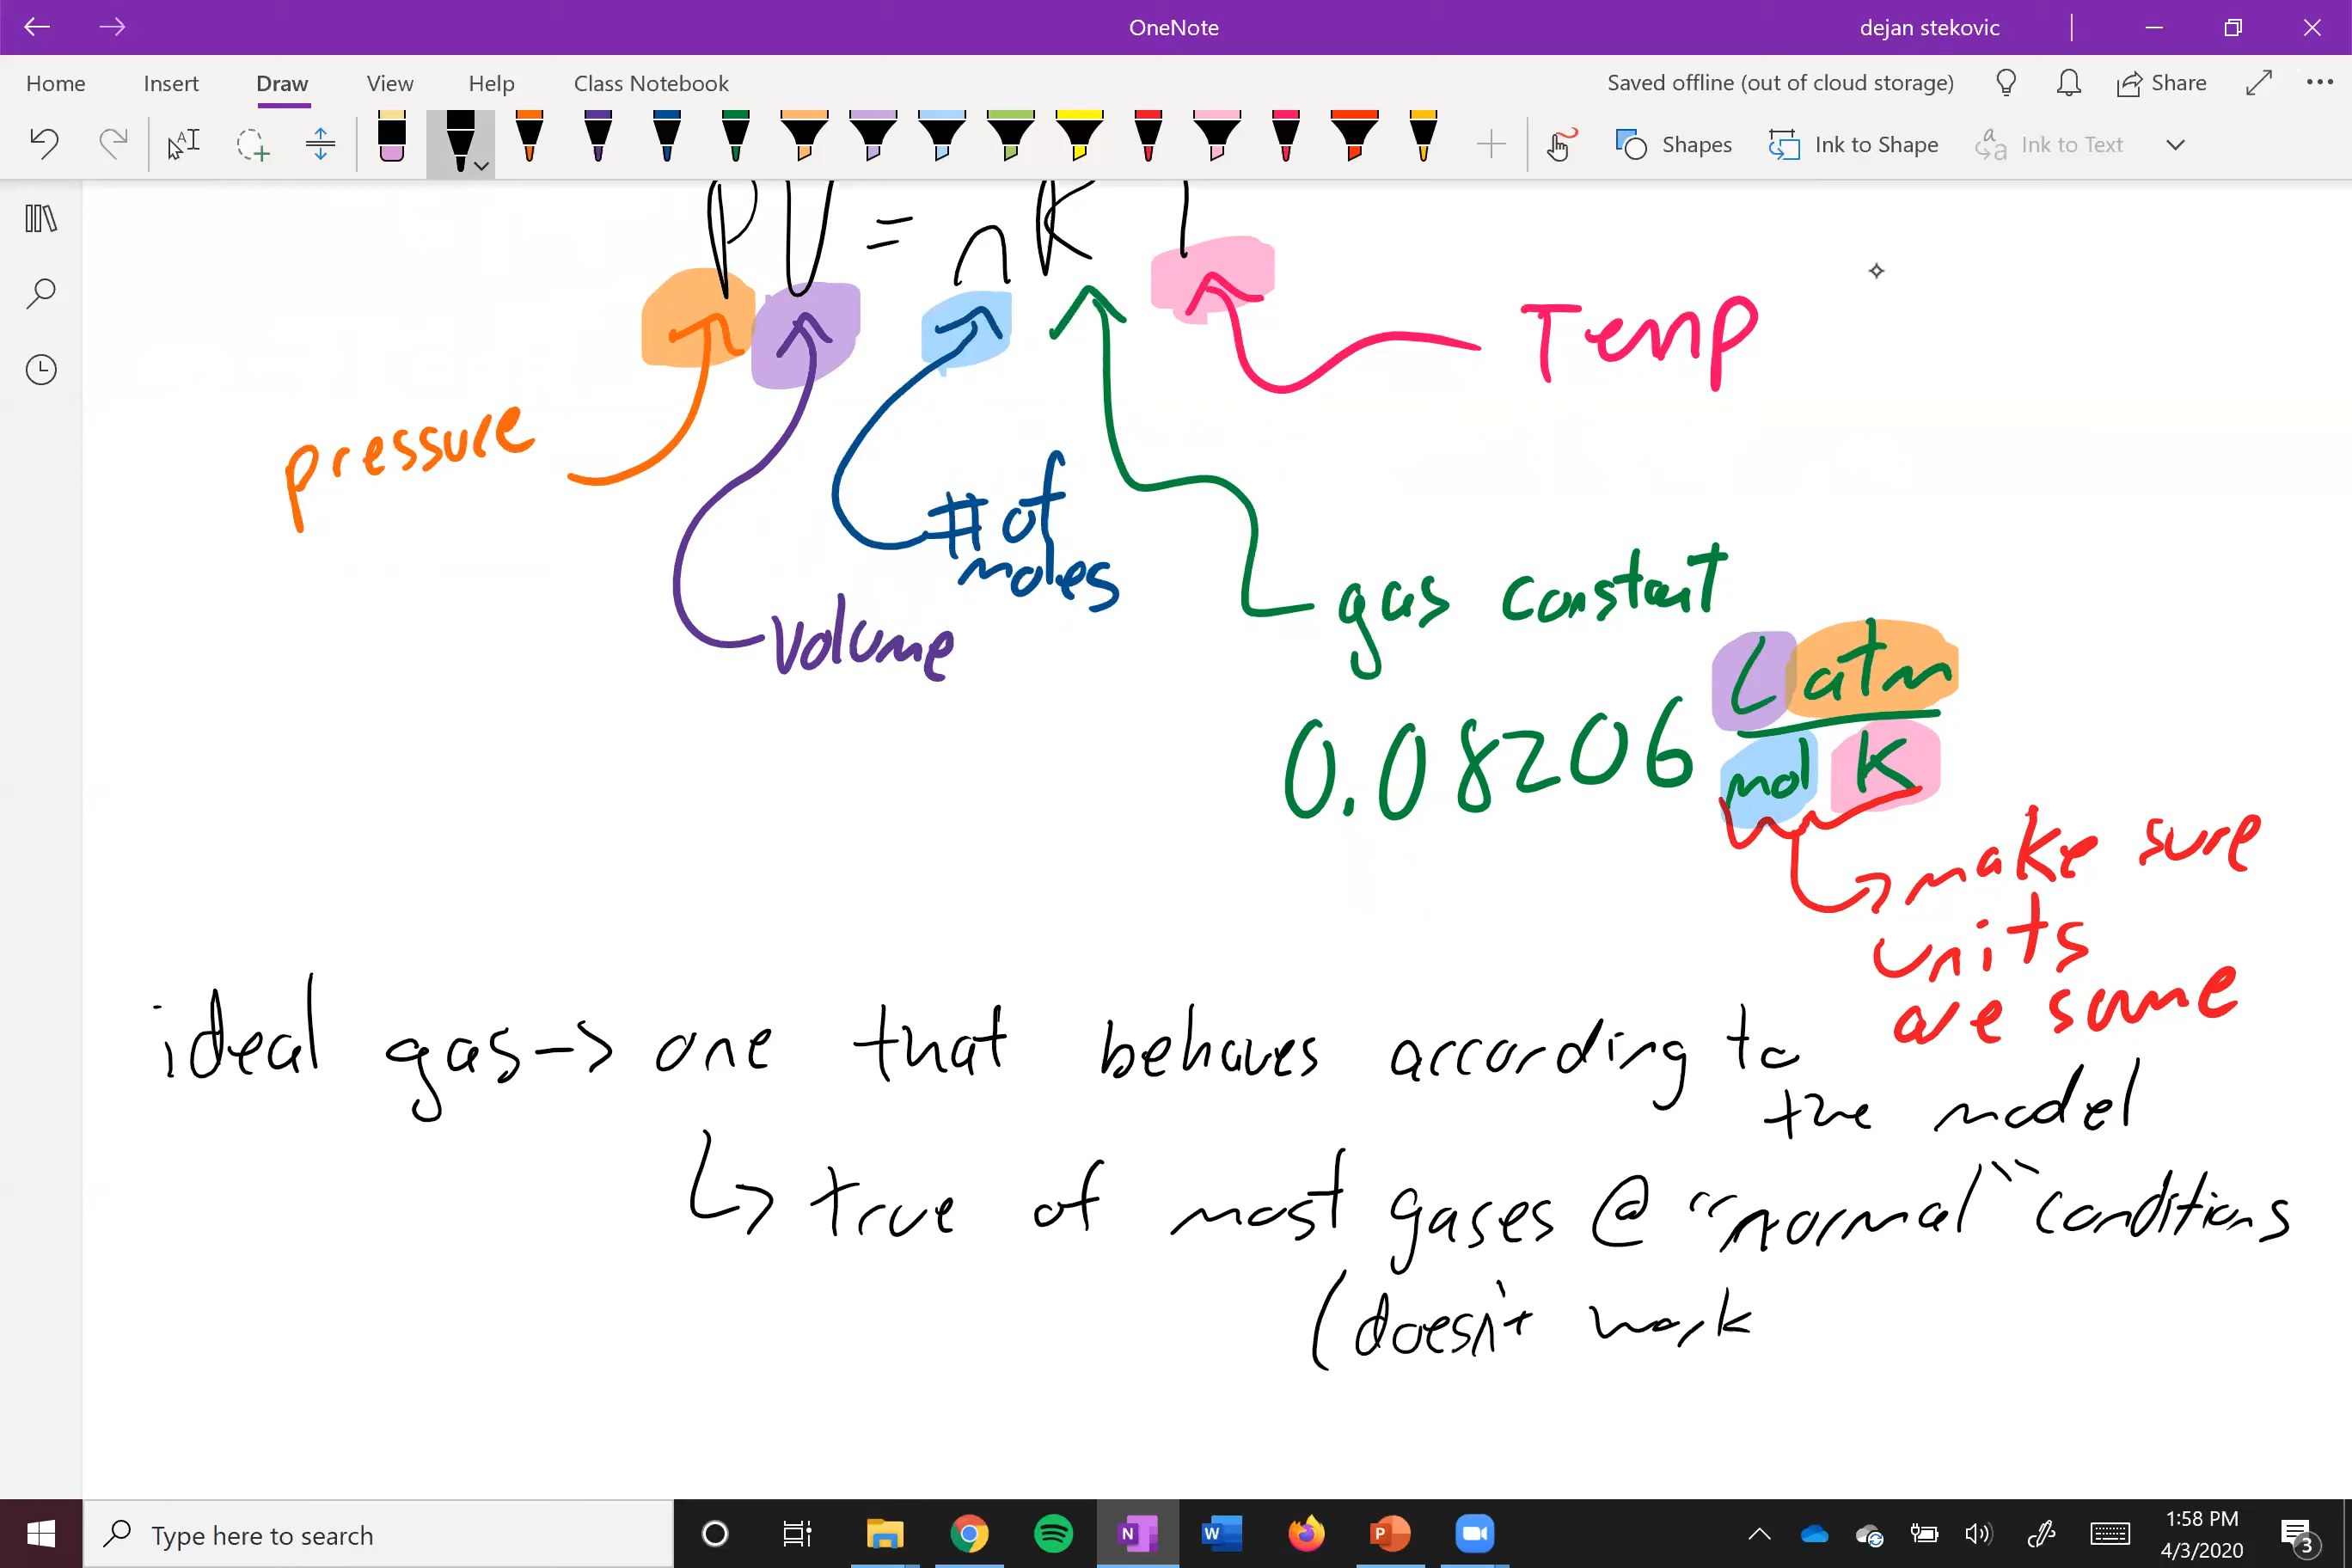 OneNote
dejan stekovic
Home Insert Draw View Help Class Notebook
Saved offline (out of cloud storage) Share
Shapes Ink to Shape Ink to Text
PV = nRT
Temp
pressure
# of
moles
volume
gas constant
0.08206 L atm
mol K
make sure
units
are same
ideal gas -> one that behaves according to
the model
↳ true of most gases @ "normal" conditions
(doesn't work
Type here to search
1:58 PM
4/3/2020
3